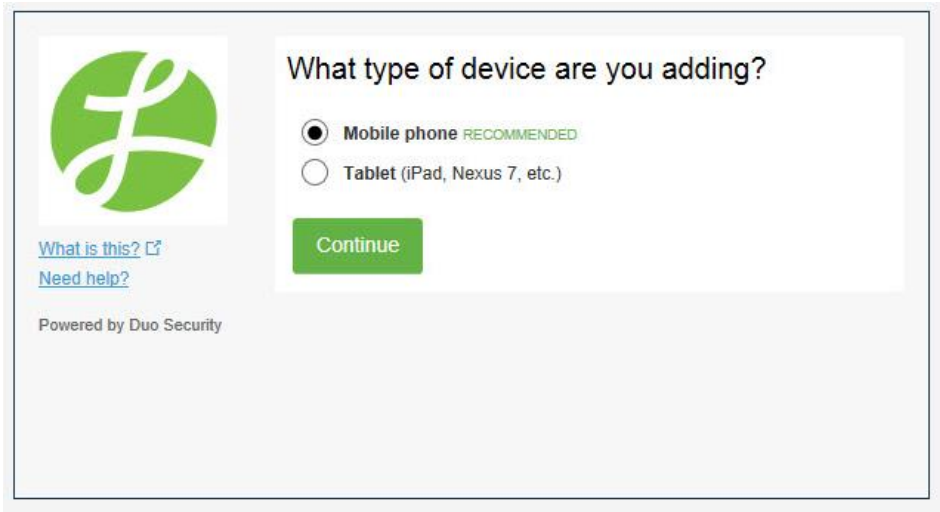 What type of device are you adding?
Mobile phone RECOMMENDED
Tablet (iPad, Nexus 7, etc.)
Continue
What is this?
Need help?
Powered by Duo Security